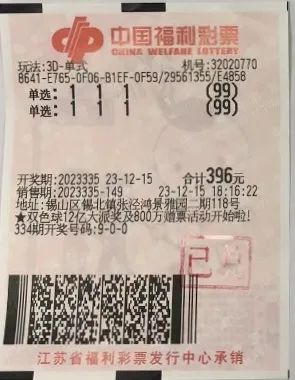 中国福利彩票
CHINA WELFARE LOTTERY
玩法:3D-单式 机号:32020770
8641-E765-0F06-B1EF-0F59/29561355/E4858
单选: 1 1 1 (99)
单选: 1 1 1 (99)
开奖期:2023335 23-12-15 合计396元
销售期:2023335-149 23-12-15 18:16:22
地址:锡山区锡北镇张泾鸿景雅园二期118号
★双色球12亿大派奖及800万赠票活动开始啦!
334期开奖号码:9-0-0
江苏省福利彩票发行中心承销